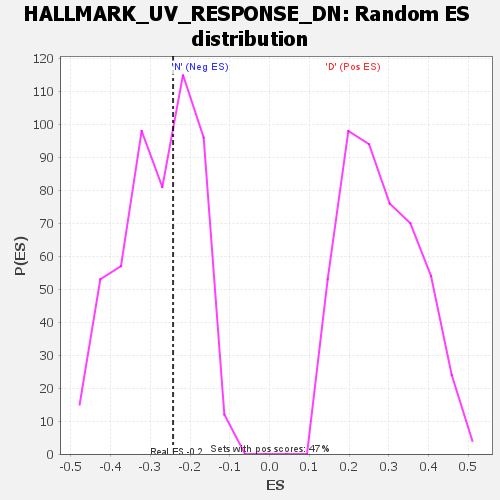 HALLMARK_UV_RESPONSE_DN: Random ES
distribution
'N' (Neg ES)
'D' (Pos ES)
120
110
100
90
80
70
60
50
40
30
20
10
0
P(ES)
Real ES -0.2
Sets with pos scores: 47%
-0.5 -0.4 -0.3 -0.2 -0.1 0.0 0.1 0.2 0.3 0.4 0.5
ES